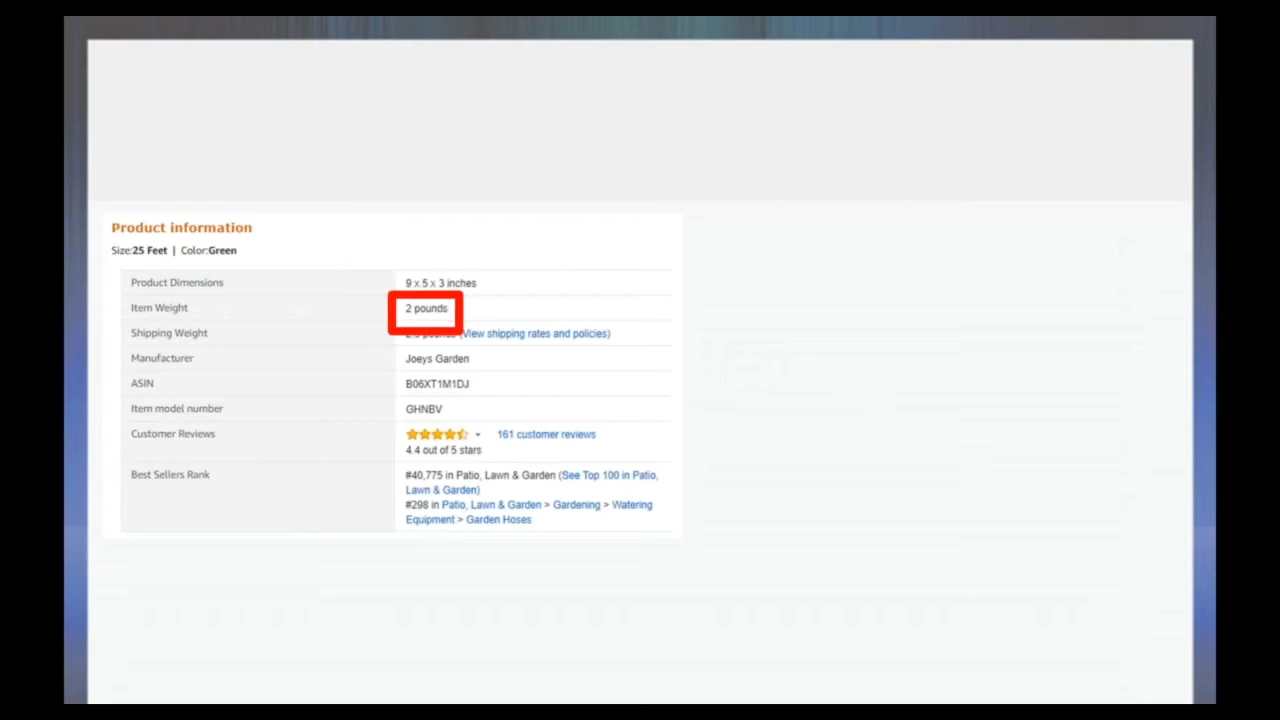 Product information
Size:25 Feet | Color:Green
Product Dimensions 9 x 5 x 3 inches
Item Weight 2 pounds
Shipping Weight (View shipping rates and policies)
Manufacturer Joeys Garden
ASIN B06XT1M1DJ
Item model number GHNBV
Customer Reviews 161 customer reviews
4.4 out of 5 stars
Best Sellers Rank #40,775 in Patio, Lawn & Garden (See Top 100 in Patio,
Lawn & Garden)
#298 in Patio, Lawn & Garden > Gardening > Watering
Equipment > Garden Hoses